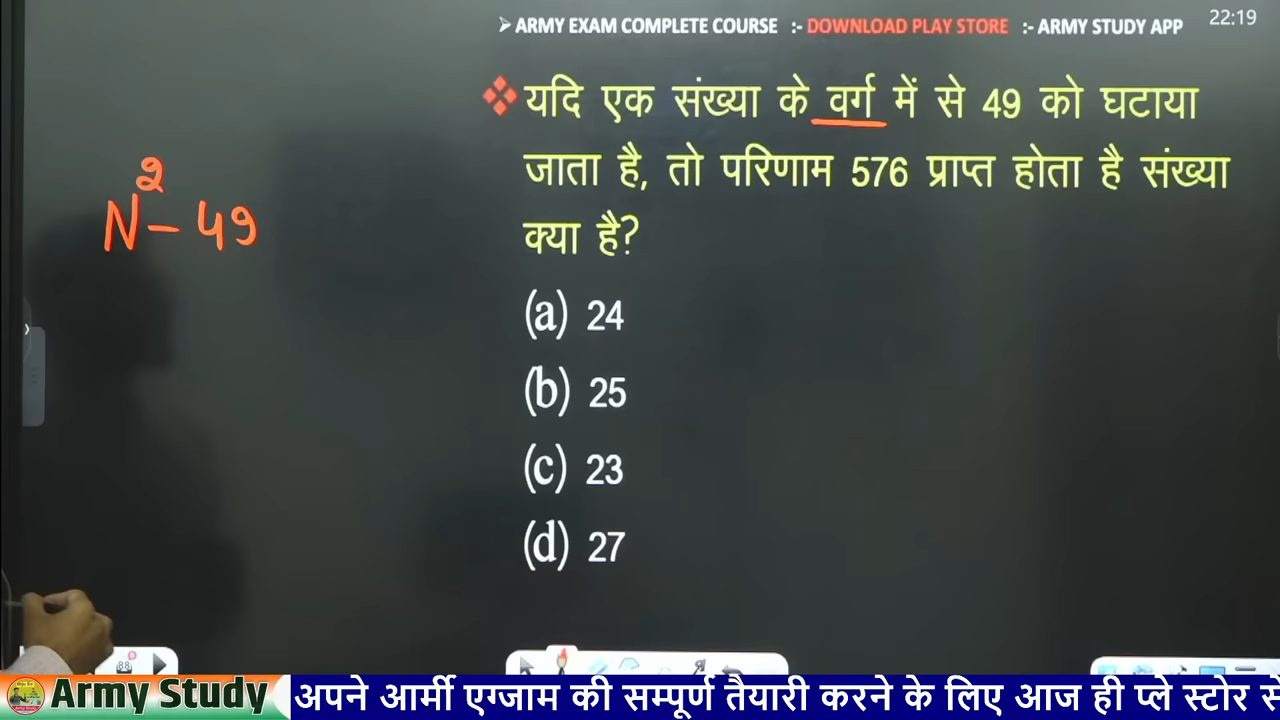 ➢ ARMY EXAM COMPLETE COURSE :- DOWNLOAD PLAY STORE :- ARMY STUDY APP
22:19
❖ यदि एक संख्या के वर्ग में से 49 को घटाया
जाता है, तो परिणाम 576 प्राप्त होता है संख्या
क्या है?
N² - 49
(a) 24
(b) 25
(c) 23
(d) 27
Army Study
अपने आर्मी एग्जाम की सम्पूर्ण तैयारी करने के लिए आज ही प्ले स्टोर से